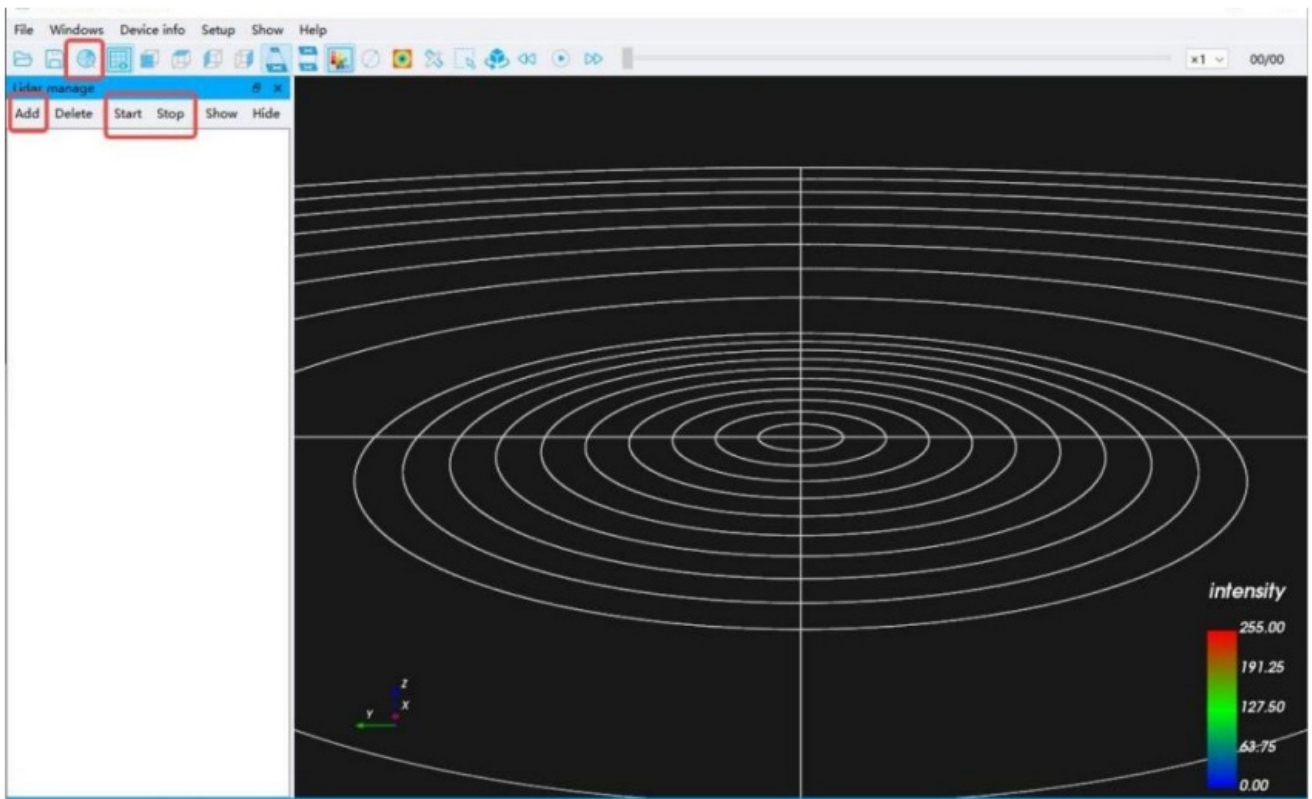 File Windows Device info Setup Show Help
×1 00/00
Lidar manage
Add Delete Start Stop Show Hide
intensity
255.00
191.25
127.50
63.75
0.00
Z
X
Y